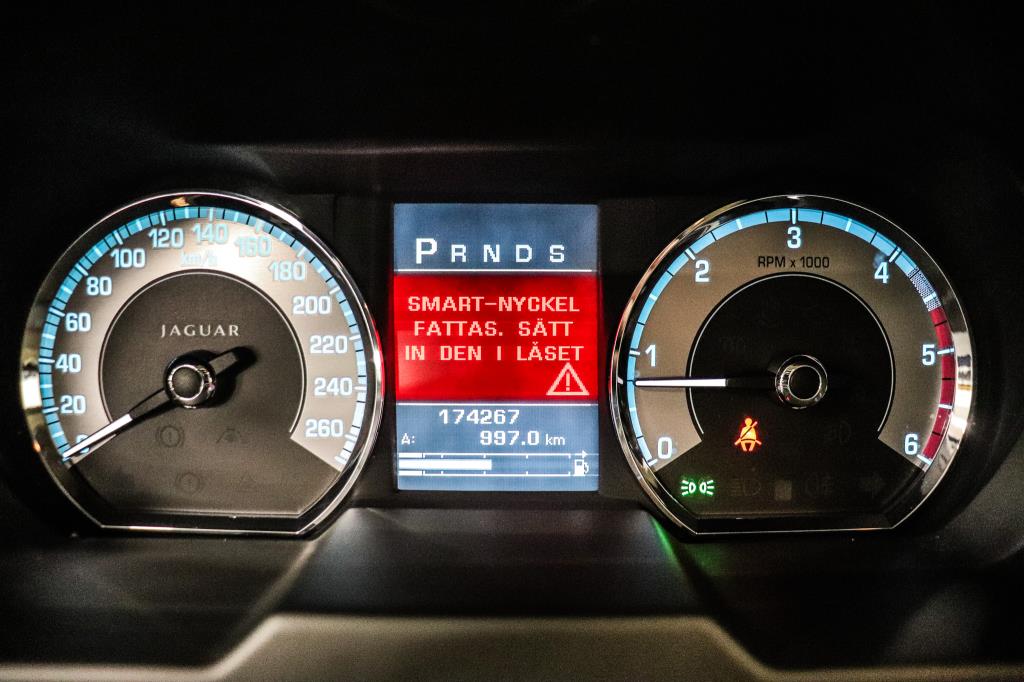 0
20
40
60
80
100
120
140
160
180
200
220
240
260
km/h
JAGUAR
P R N D S
SMART-NYCKEL
FATTAS. SÄTT
IN DEN I LÅSET
174267
A: 997.0 km
0
1
2
3
4
5
6
RPM x 1000